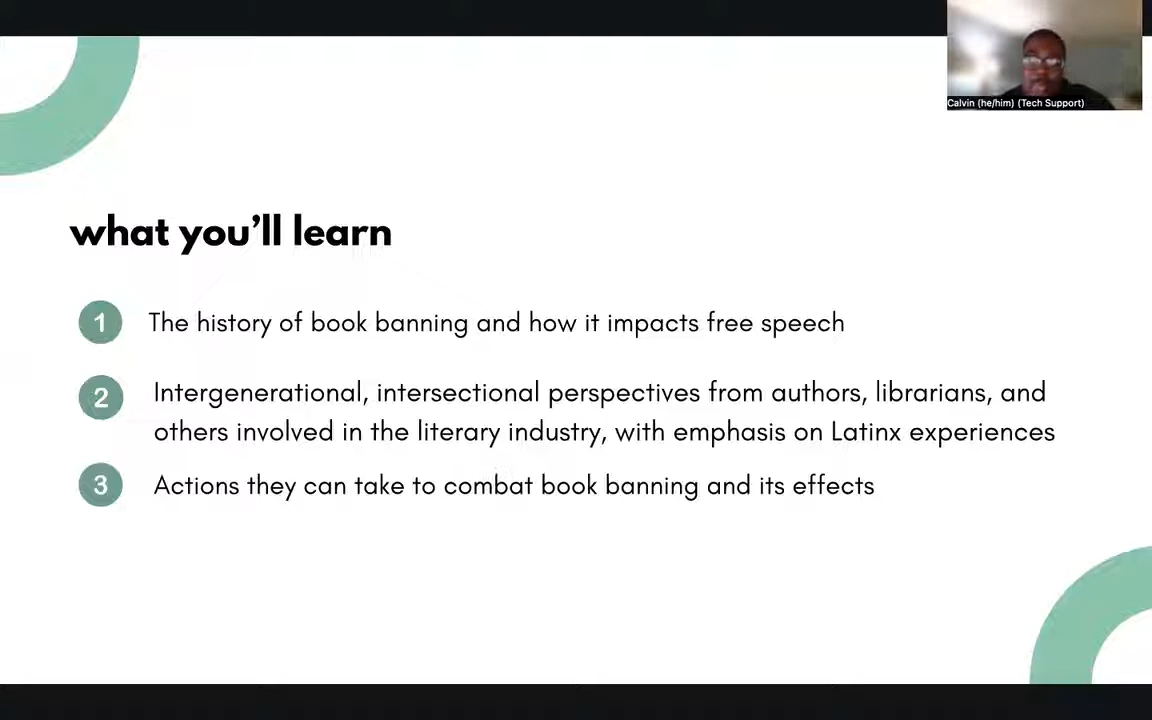 Calvin (he/him) (Tech Support)
what you’ll learn
1 The history of book banning and how it impacts free speech
2 Intergenerational, intersectional perspectives from authors, librarians, and
others involved in the literary industry, with emphasis on Latinx experiences
3 Actions they can take to combat book banning and its effects